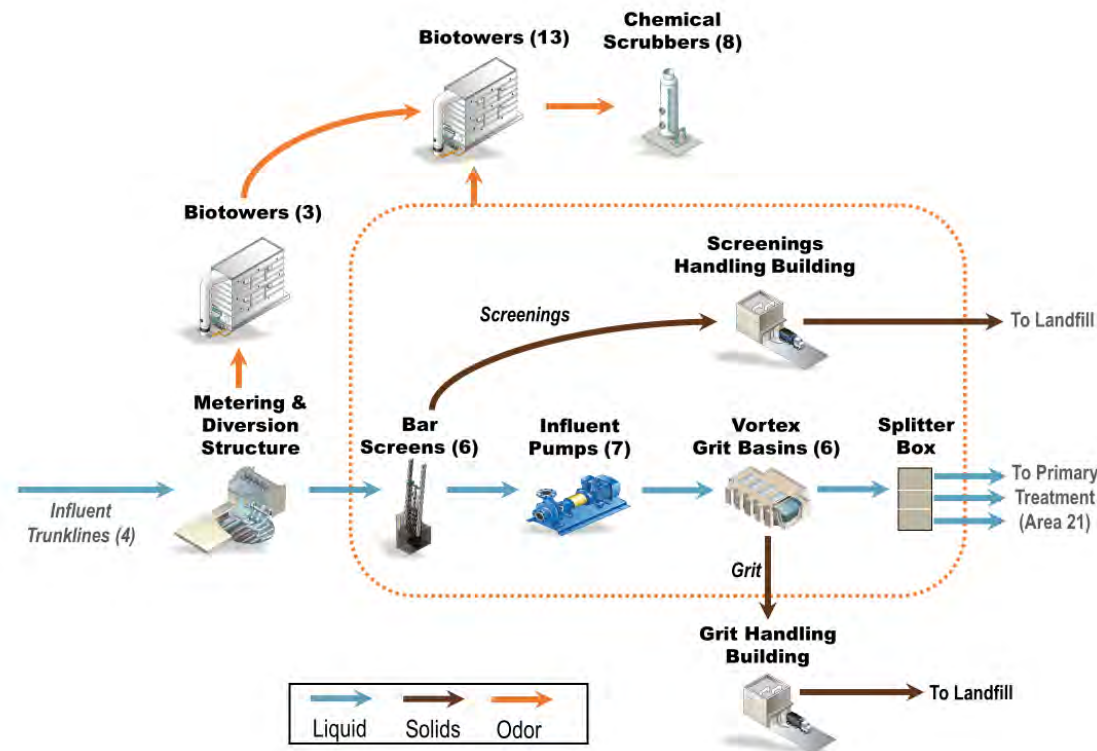 Biotowers (13)
Chemical
Scrubbers (8)
Biotowers (3)
Screenings
Handling Building
Screenings
To Landfill
Metering &
Diversion
Structure
Bar
Screens (6)
Influent
Pumps (7)
Vortex
Grit Basins (6)
Splitter
Box
Influent
Trunklines (4)
To Primary
Treatment
(Area 21)
Grit
Grit Handling
Building
To Landfill
Liquid Solids Odor